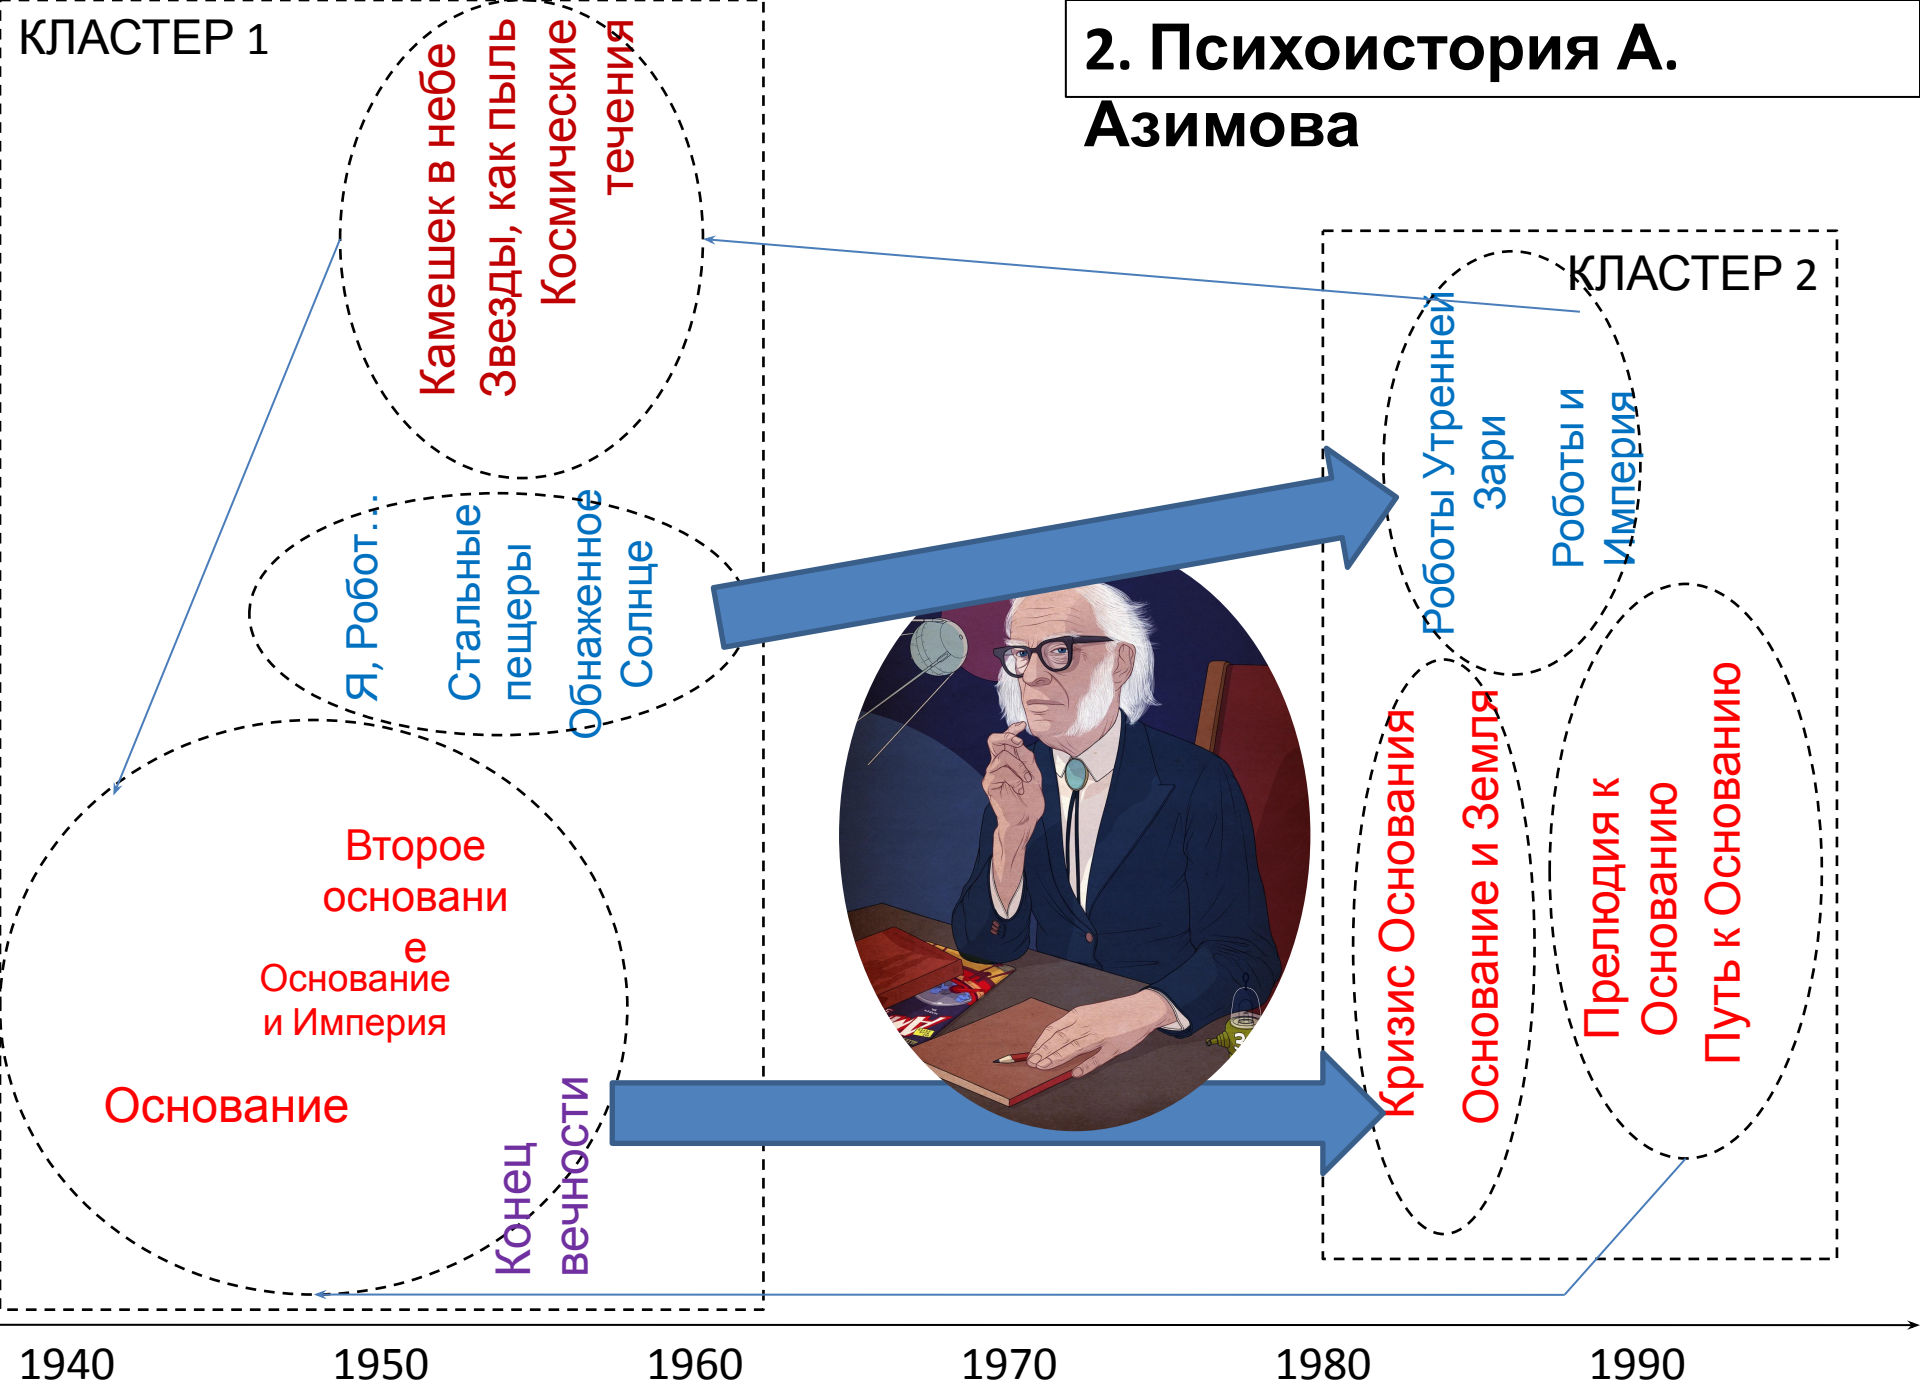 КЛАСТЕР 1
2. Психоистория А.
Азимова
Камешек в небе
Звезды, как пыль
Космические
течения
КЛАСТЕР 2
Роботы Утренней
Зари
Роботы и
Империя
Я, Робот…
Стальные
пещеры
Обнаженное
Солнце
Второе
основани
е
Основание
и Империя
Основание
Конец
вечности
Кризис Основания
Основание и Земля
Прелюдия к
Основанию
Путь к Основанию
1940
1950
1960
1970
1980
1990